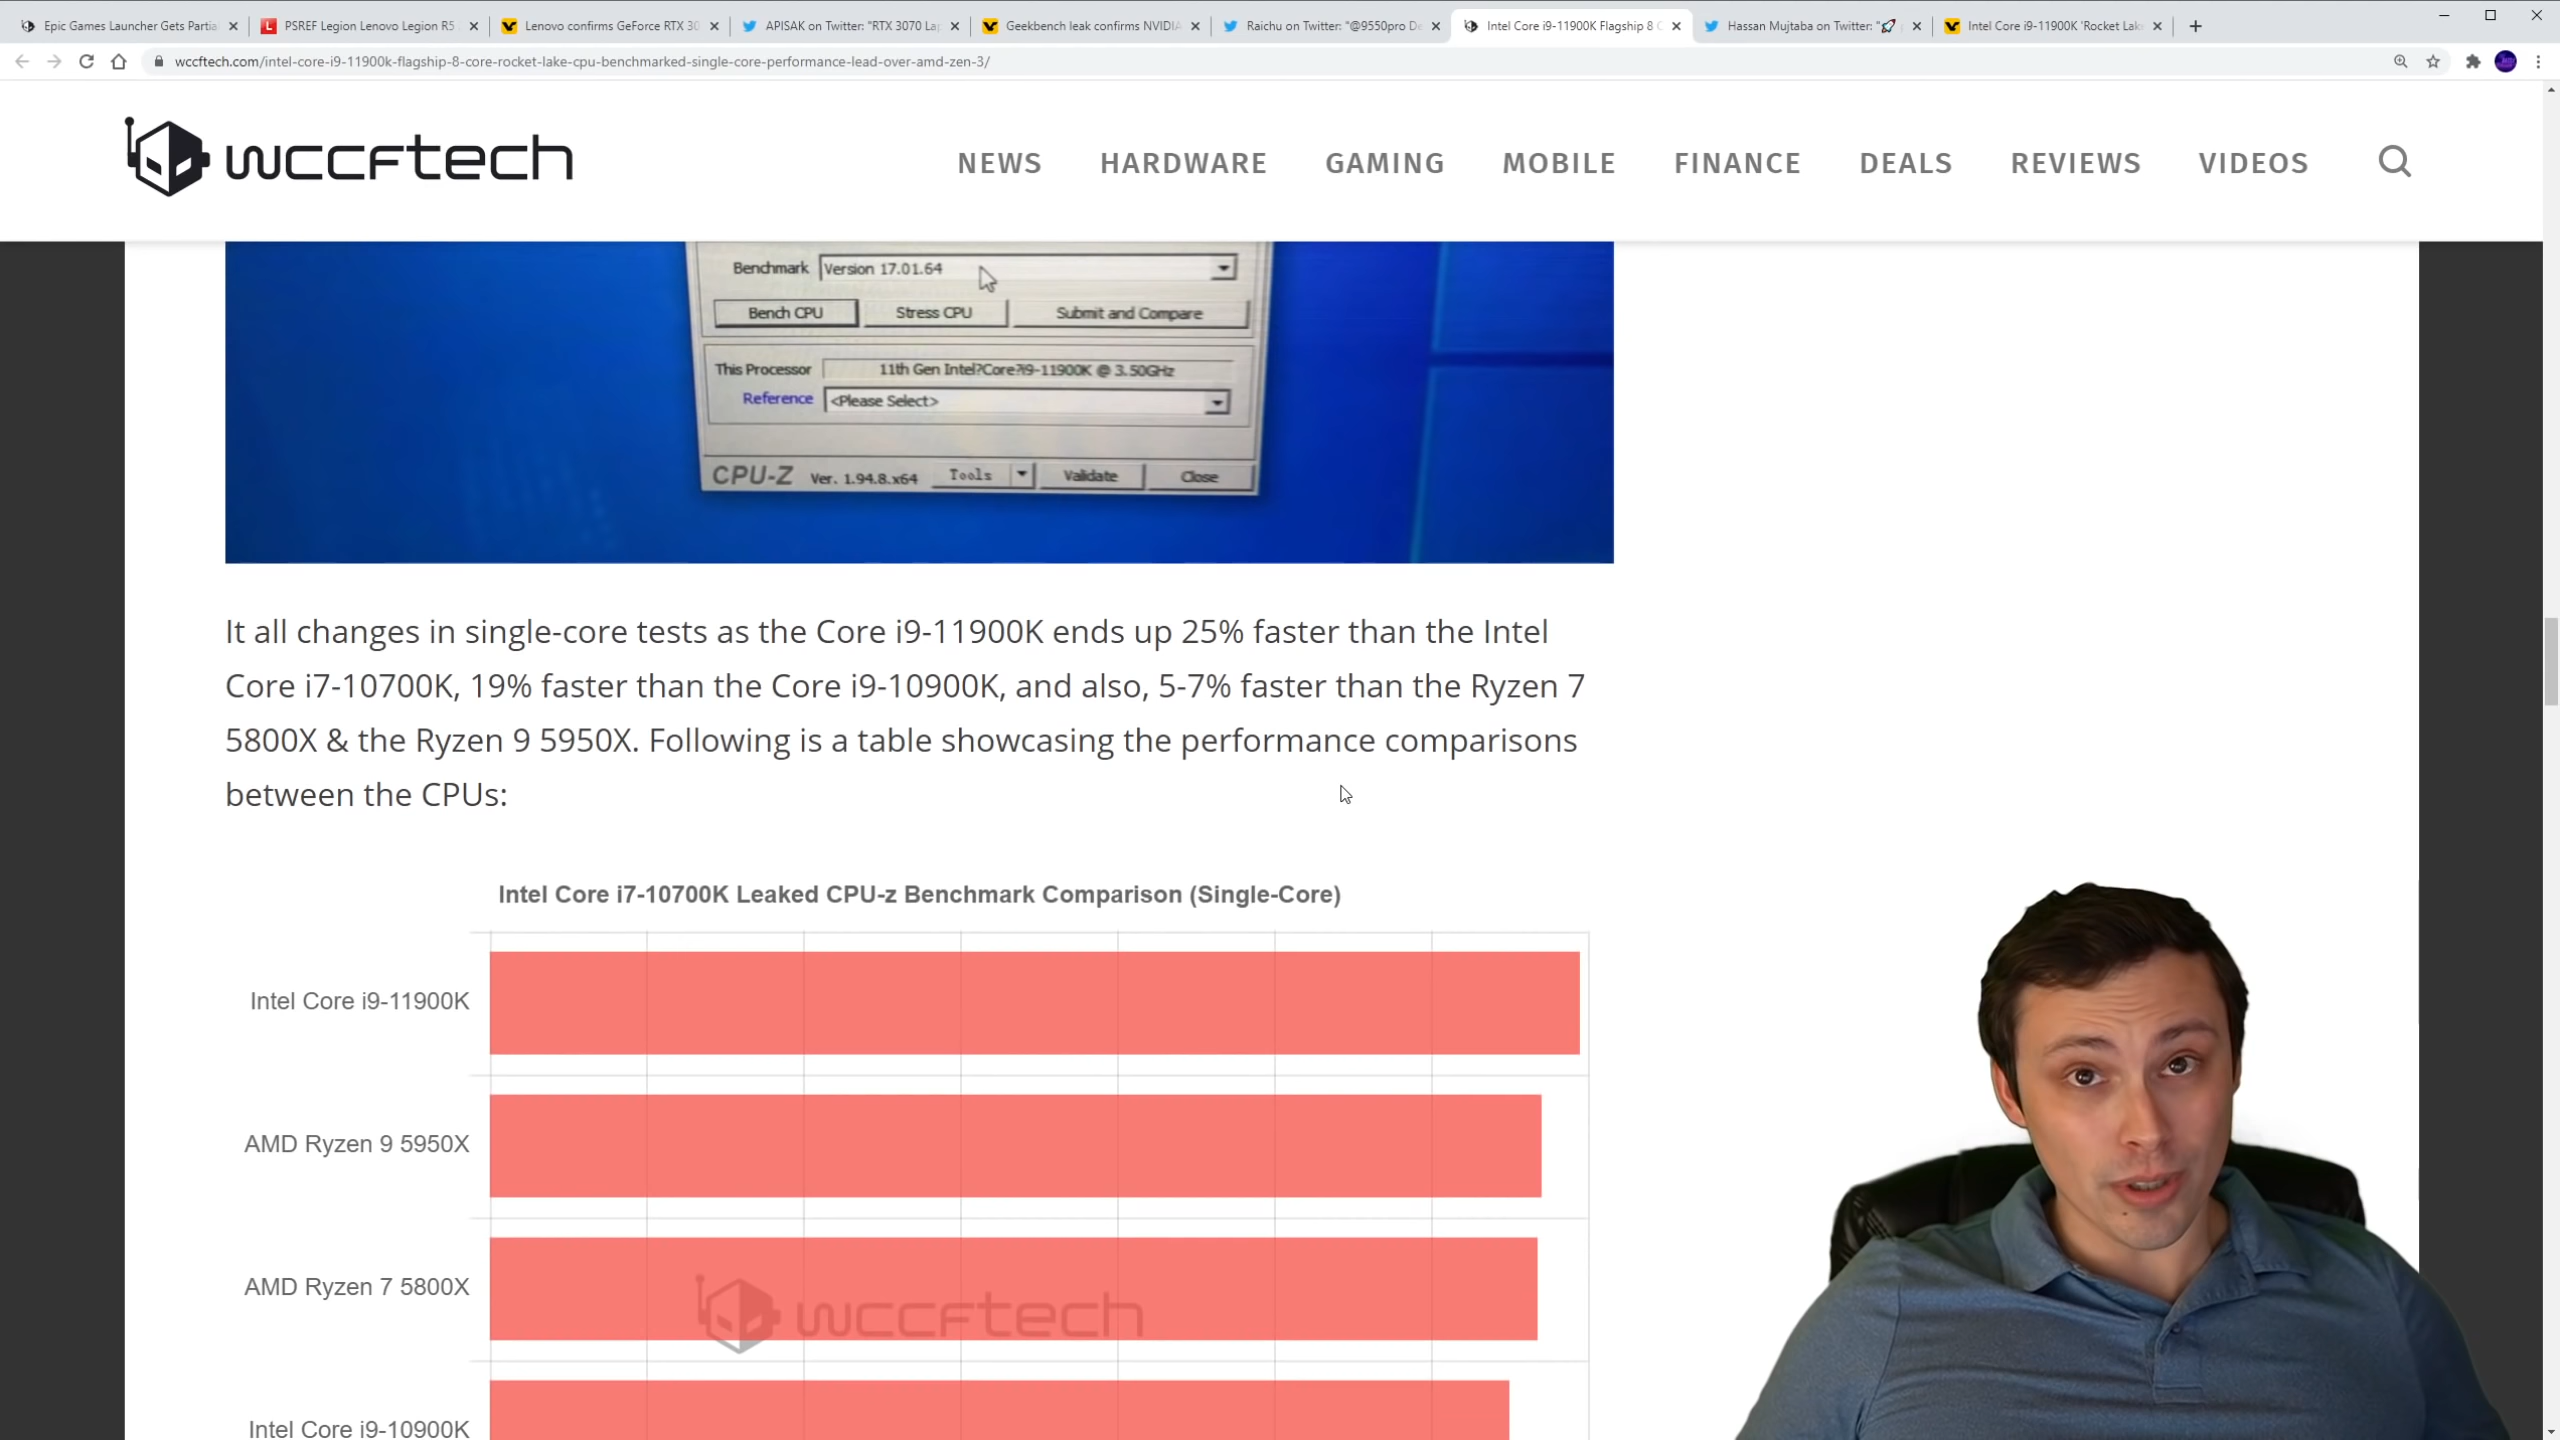 Epic Games Launcher Gets Partia
PSREF Legion Lenovo Legion R5
Lenovo confirms GeForce RTX 30
APISAK on Twitter: "RTX 3070 La
Geekbench leak confirms NVIDIA
Raichu on Twitter: "@9550pro De
Intel Core i9-11900K Flagship 8 C
Hassan Mujtaba on Twitter: "🚀
Intel Core i9-11900K 'Rocket Lak
wccftech.com/intel-core-i9-11900k-flagship-8-core-rocket-lake-cpu-benchmarked-single-core-performance-lead-over-amd-zen-3/
wccftech
NEWS HARDWARE GAMING MOBILE FINANCE DEALS REVIEWS VIDEOS
Benchmark Version 17.01.64
Bench CPU Stress CPU Submit and Compare
This Processor 11th Gen Intel?Core?i9-11900K @ 3.50GHz
Reference <Please Select>
CPU-Z Ver. 1.94.8.x64 Tools Validate Close
It all changes in single-core tests as the Core i9-11900K ends up 25% faster than the Intel
Core i7-10700K, 19% faster than the Core i9-10900K, and also, 5-7% faster than the Ryzen 7
5800X & the Ryzen 9 5950X. Following is a table showcasing the performance comparisons
between the CPUs:
Intel Core i7-10700K Leaked CPU-z Benchmark Comparison (Single-Core)
Intel Core i9-11900K
AMD Ryzen 9 5950X
AMD Ryzen 7 5800X
wccftech
Intel Core i9-10900K